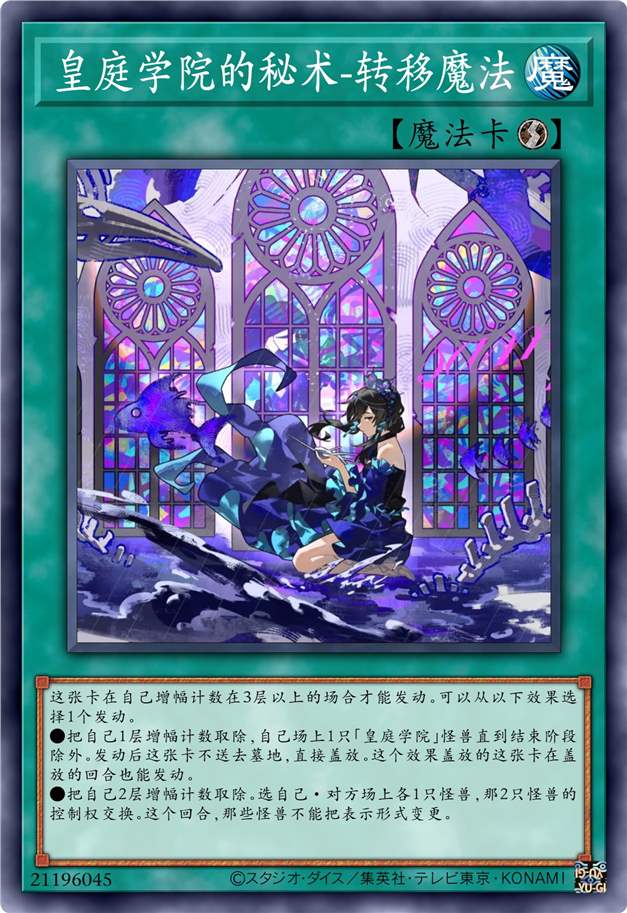 皇庭学院的秘术-转移魔法
魔
【魔法卡】
这张卡在自己增幅计数在3层以上的场合才能发动。可以从以下效果选
择1个发动。
●把自己1层增幅计数取除,自己场上1只「皇庭学院」怪兽直到结束阶段
除外。发动后这张卡不送去墓地,直接盖放。这个效果盖放的这张卡在盖
放的回合也能发动。
●把自己2层增幅计数取除。选自己·对方场上各1只怪兽,那2只怪兽的
控制权交换。这个回合,那些怪兽不能把表示形式变更。
21196045
©スタジオ·ダイス/集英社·テレビ東京·KONAMI